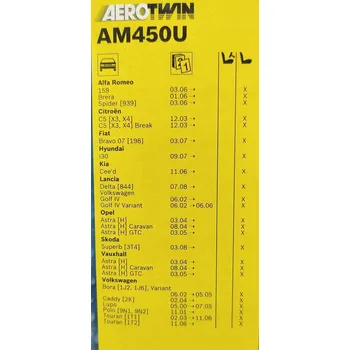 AEROTWIN
AM450U
Alfa Romeo
159 03.06 → X
Brera 01.06 → X
Spider [939] 03.06 → X
Citroën
C5 [X3, X4] 12.03 → X
C5 [X3, X4] Break 12.03 → X
Fiat
Bravo 07 [198] 03.07 → X
Hyundai
i30 09.07 → X
Kia
Cee'd 11.06 → X
Lancia
Delta [844] 07.08 → X
Volkswagen
Golf IV 06.02 → X
Golf IV Variant 06.02 → 06.06 X
Opel
Astra [H] 03.04 → X
Astra [H] Caravan 08.04 → X
Astra [H] GTC 03.05 → X
Skoda
Superb [3T4] 03.08 → X
Vauxhall
Astra [H] 03.04 → X
Astra [H] Caravan 08.04 → X
Astra [H] GTC 03.05 → X
Volkswagen
Bora [1J2, 1J6], Variant
06.02 → 05.05 X
Caddy [2K] 02.04 → X
Lupo 05.00 → 07.05 X
Polo [9N1, 9N2] 11.01 → X
Touran [1T1] 02.03 → 11.06 X
Touran [1T2] 11.06 → X